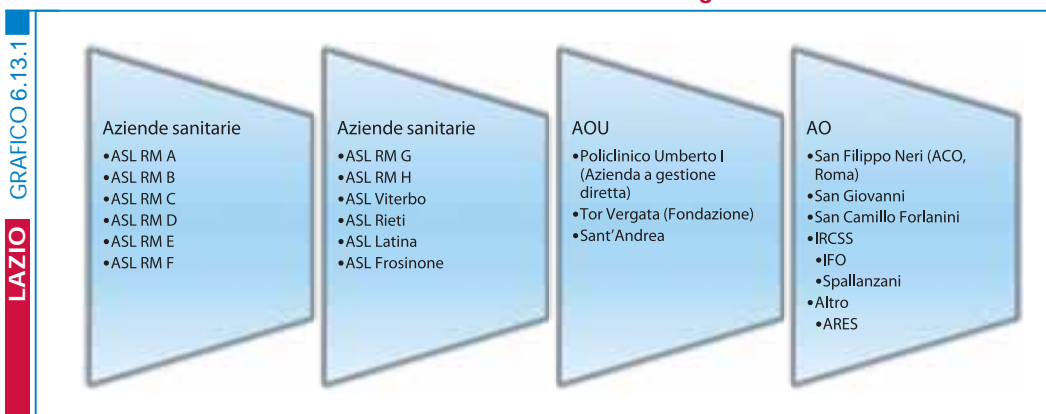 GRAFICO 6.13.1
LAZIO
Aziende sanitarie
•ASL RM A
•ASL RM B
•ASL RM C
•ASL RM D
•ASL RM E
•ASL RM F
Aziende sanitarie
•ASL RM G
•ASL RM H
•ASL Viterbo
•ASL Rieti
•ASL Latina
•ASL Frosinone
AOU
•Policlinico Umberto I
(Azienda a gestione
diretta)
•Tor Vergata (Fondazione)
•Sant'Andrea
AO
•San Filippo Neri (ACO,
Roma)
•San Giovanni
•San Camillo Forlanini
•IRCSS
•IFO
•Spallanzani
•Altro
•ARES